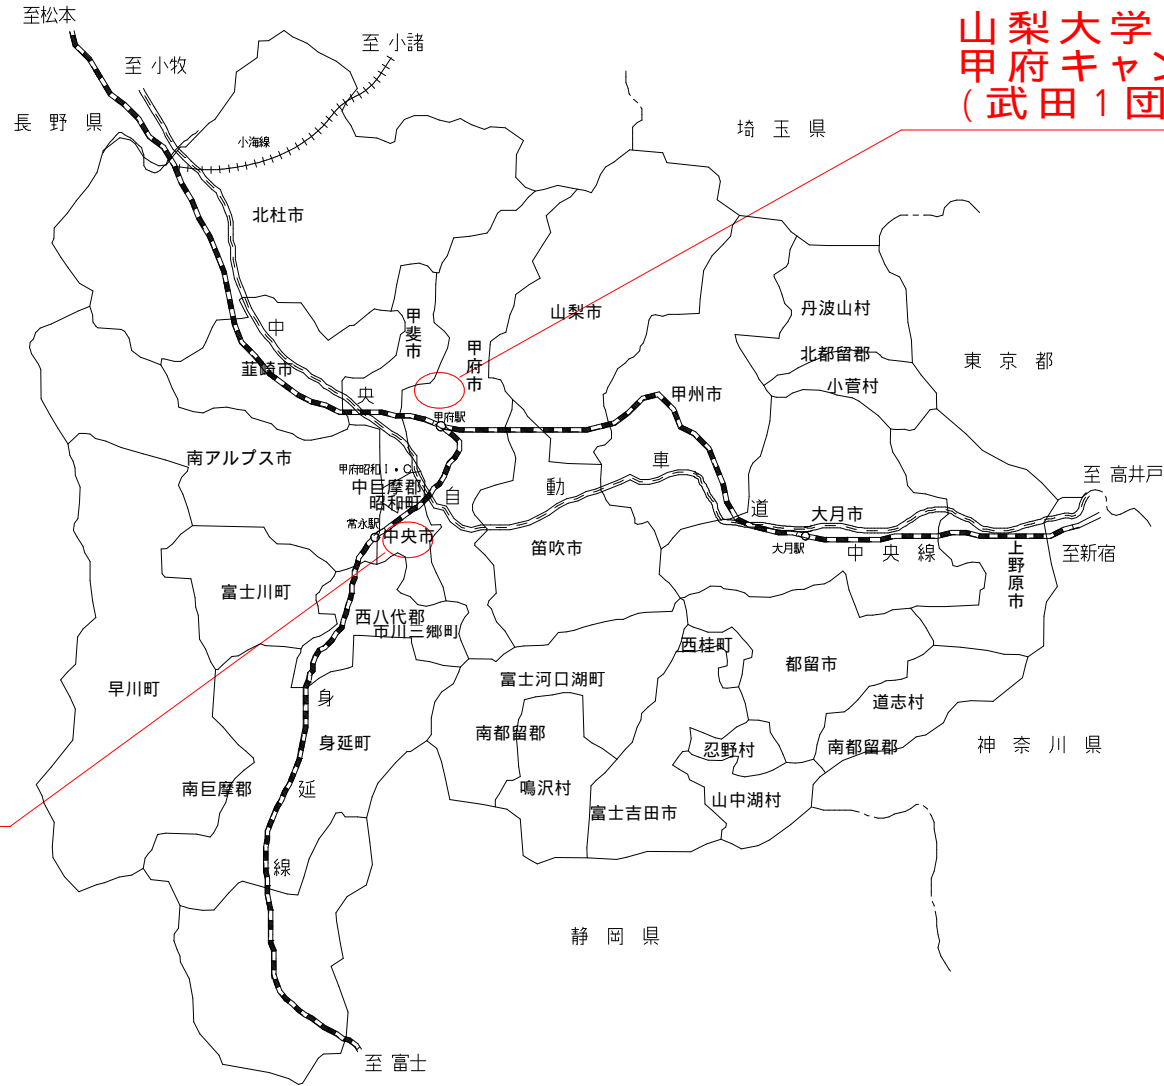 至松本
至 小牧
至 小諸
山梨大学
甲府キャン
(武田1団
長 野 県
埼 玉 県
小海線
北杜市
中
央
自
動
車
道
甲斐市
甲府市
山梨市
丹波山村
北都留郡
小菅村
東 京 都
韮崎市
甲府駅
甲州市
南アルプス市
甲府昭和I・C
中巨摩郡
昭和町
常永駅
中央市
笛吹市
大月市
大月駅
中 央 線
上野原市
至 高井戸
至新宿
富士川町
西八代郡
市川三郷町
西桂町
都留市
道志村
早川町
富士河口湖町
南都留郡
鳴沢村
忍野村
南都留郡
神 奈 川 県
山中湖村
富士吉田市
身
延
線
身延町
南巨摩郡
静 岡 県
至 富士